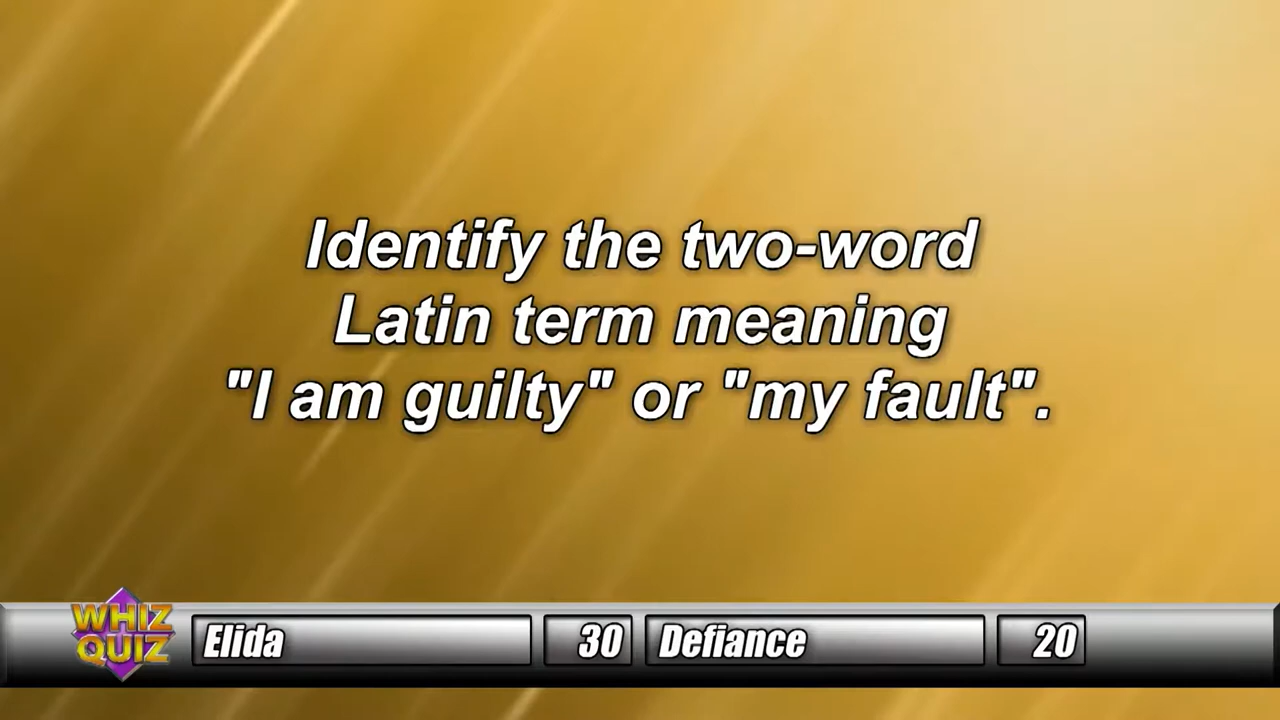 Identify the two-word
Latin term meaning
"I am guilty" or "my fault".
WHIZ
QUIZ
Elida 30 Defiance 20